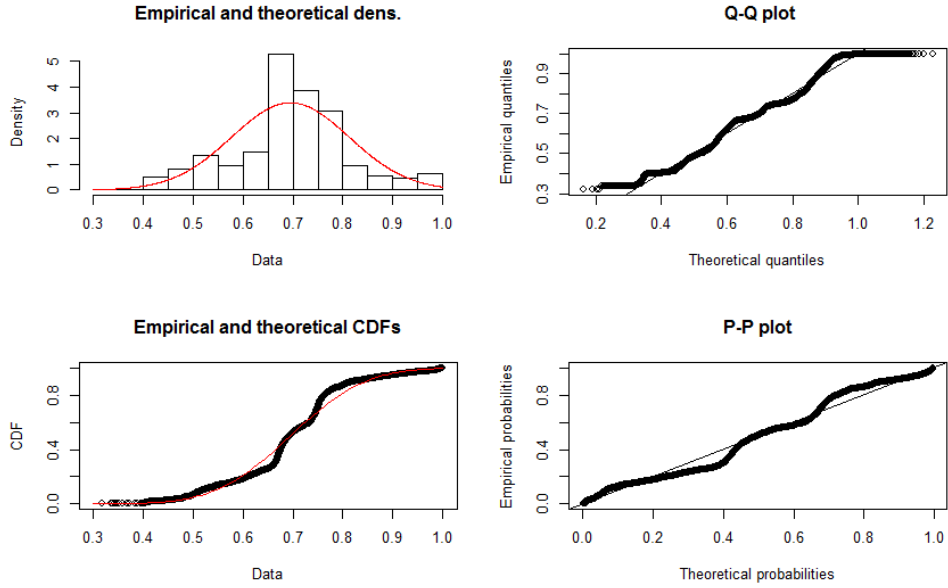 Empirical and theoretical dens.
Density
0 1 2 3 4 5
0.3 0.4 0.5 0.6 0.7 0.8 0.9 1.0
Data
Q-Q plot
Empirical quantiles
0.3 0.5 0.7 0.9
0.2 0.4 0.6 0.8 1.0 1.2
Theoretical quantiles
Empirical and theoretical CDFs
CDF
0.0 0.4 0.8
0.3 0.4 0.5 0.6 0.7 0.8 0.9 1.0
Data
P-P plot
Empirical probabilities
0.0 0.4 0.8
0.0 0.2 0.4 0.6 0.8 1.0
Theoretical probabilities